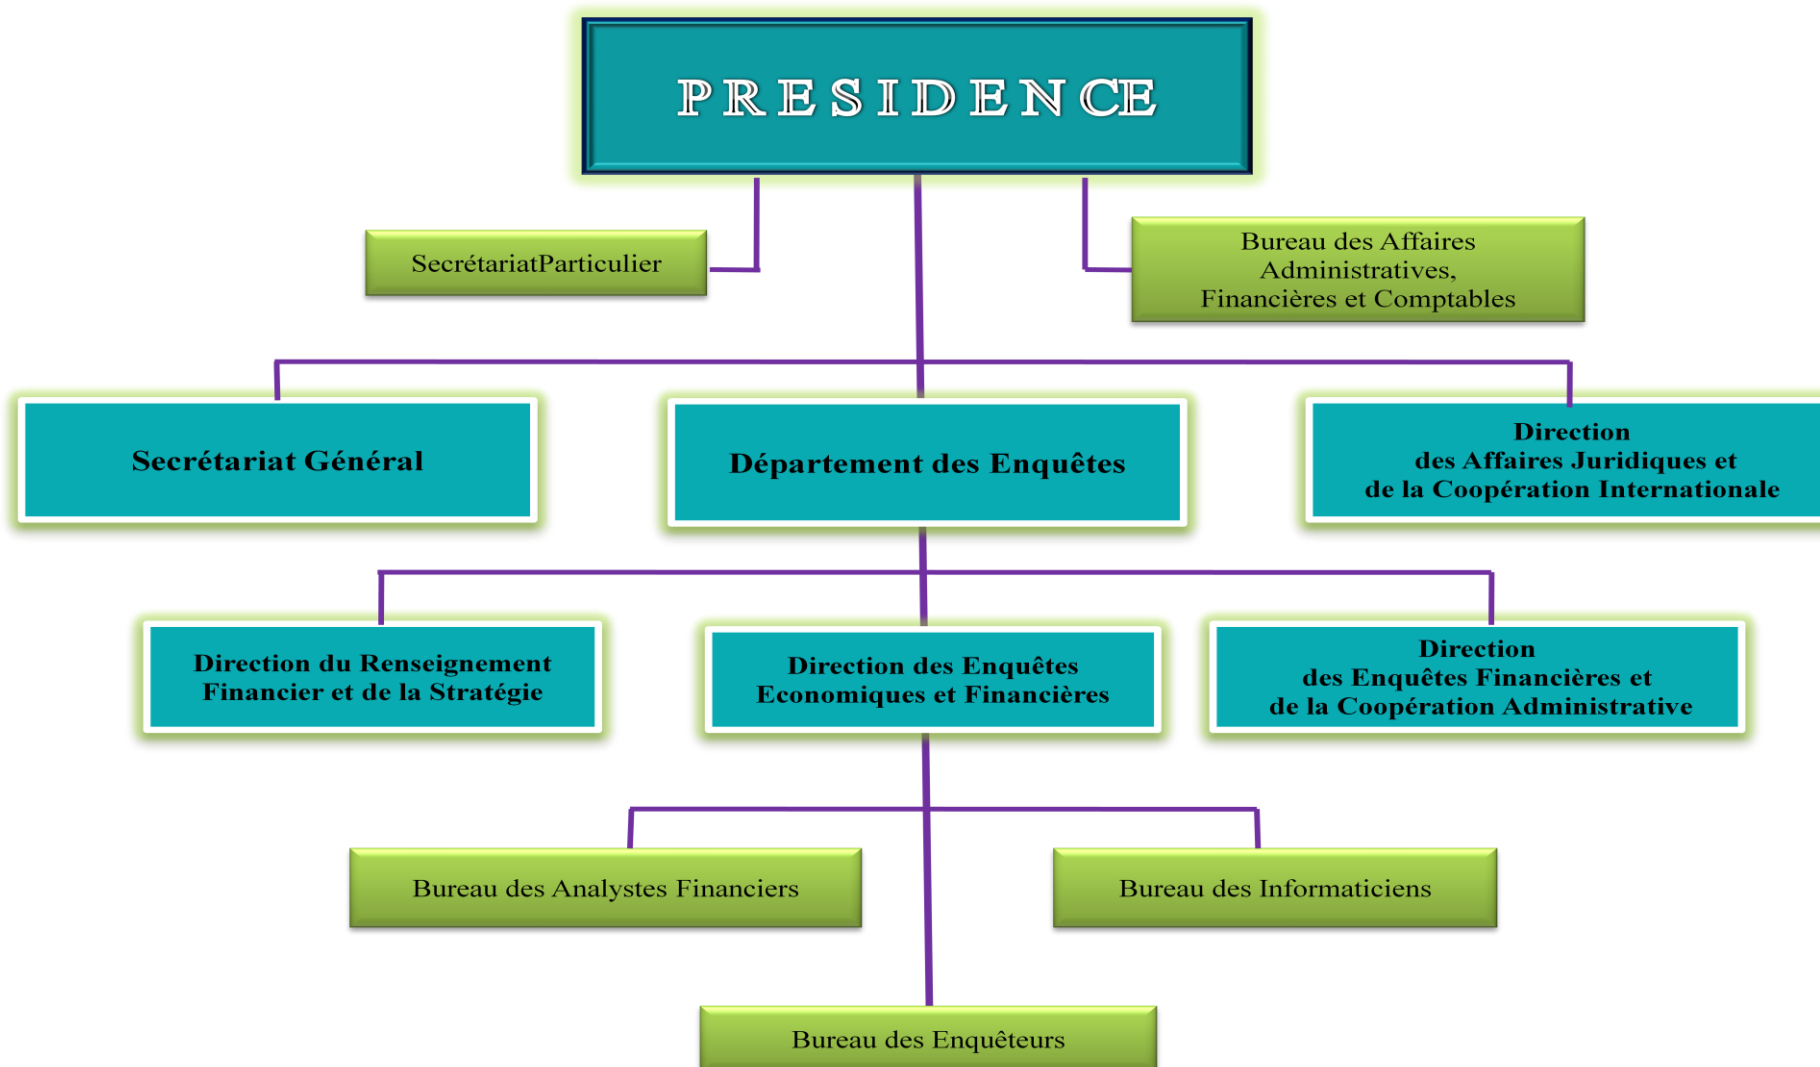 PRESIDENCE
SecrétariatParticulier
Bureau des Affaires
Administratives,
Financières et Comptables
Secrétariat Général
Département des Enquêtes
Direction
des Affaires Juridiques et
de la Coopération Internationale
Direction du Renseignement
Financier et de la Stratégie
Direction des Enquêtes
Economiques et Financières
Direction
des Enquêtes Financières et
de la Coopération Administrative
Bureau des Analystes Financiers
Bureau des Informaticiens
Bureau des Enquêteurs